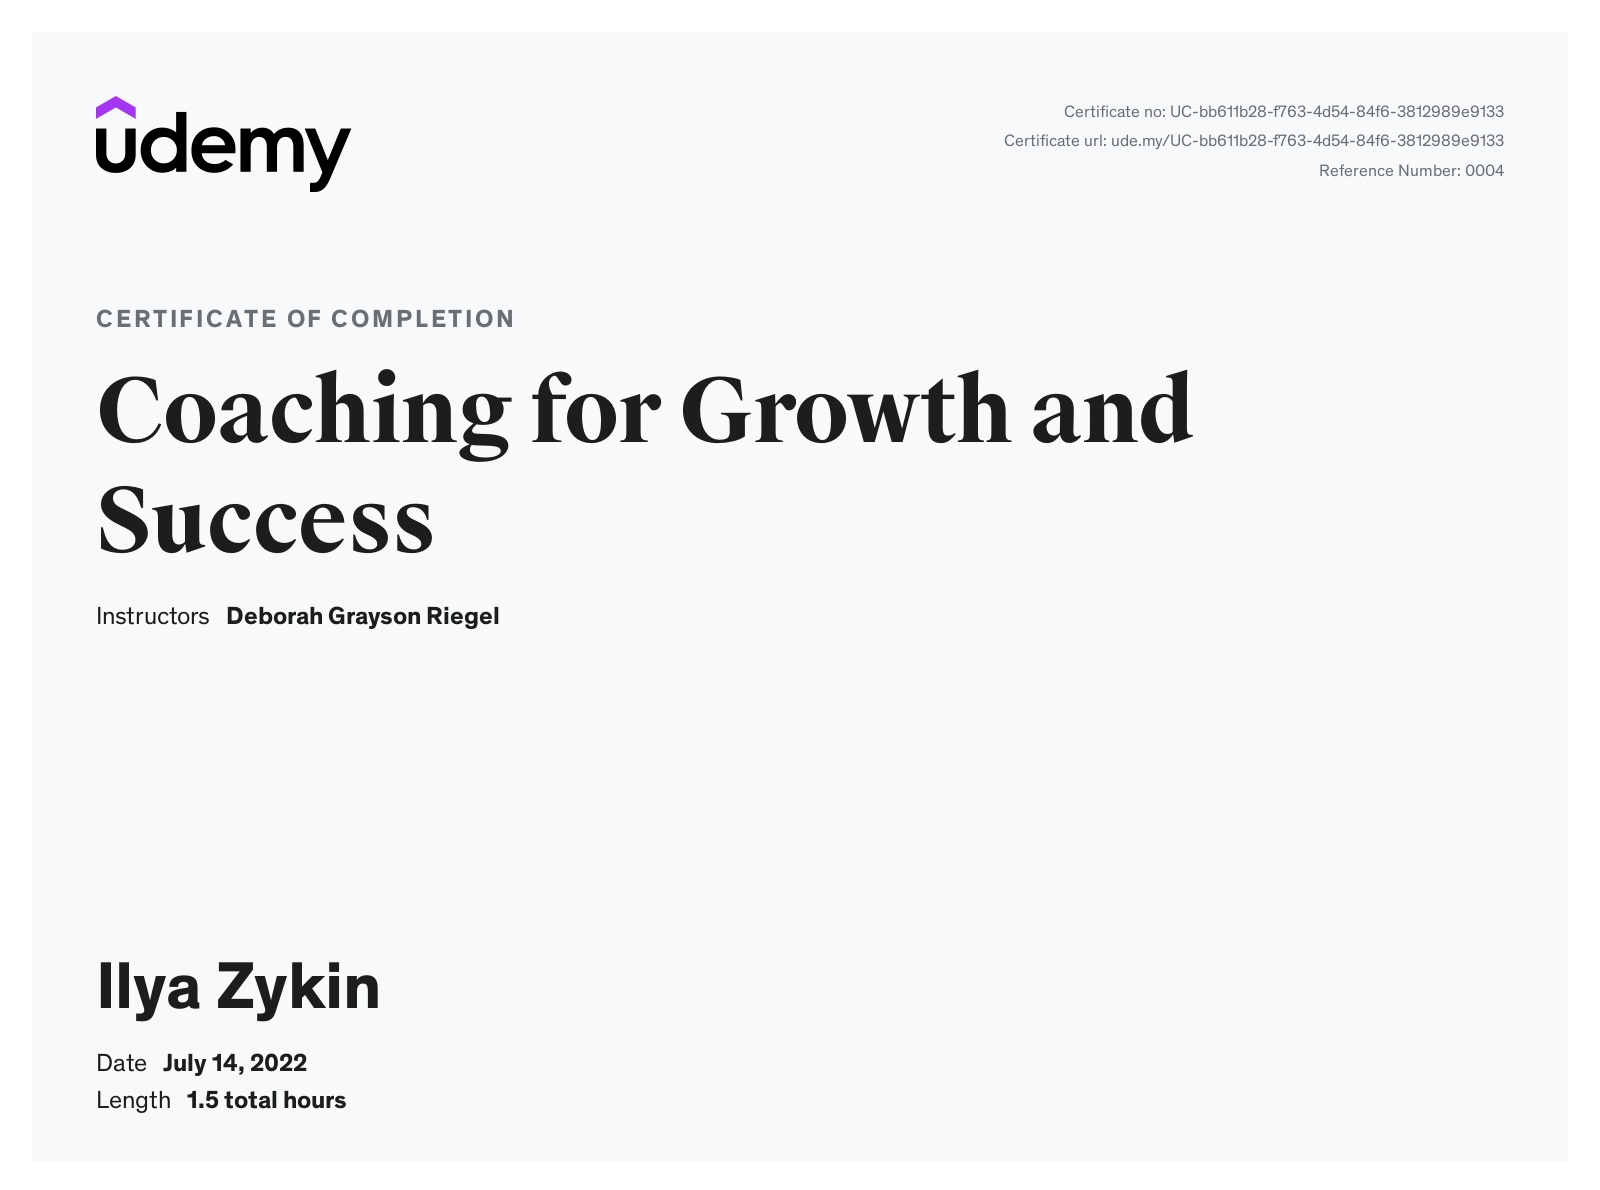 udemy
Certificate no: UC-bb611b28-f763-4d54-84f6-3812989e9133
Certificate url: ude.my/UC-bb611b28-f763-4d54-84f6-3812989e9133
Reference Number: 0004
CERTIFICATE OF COMPLETION
Coaching for Growth and
Success
Instructors Deborah Grayson Riegel
Ilya Zykin
Date July 14, 2022
Length 1.5 total hours